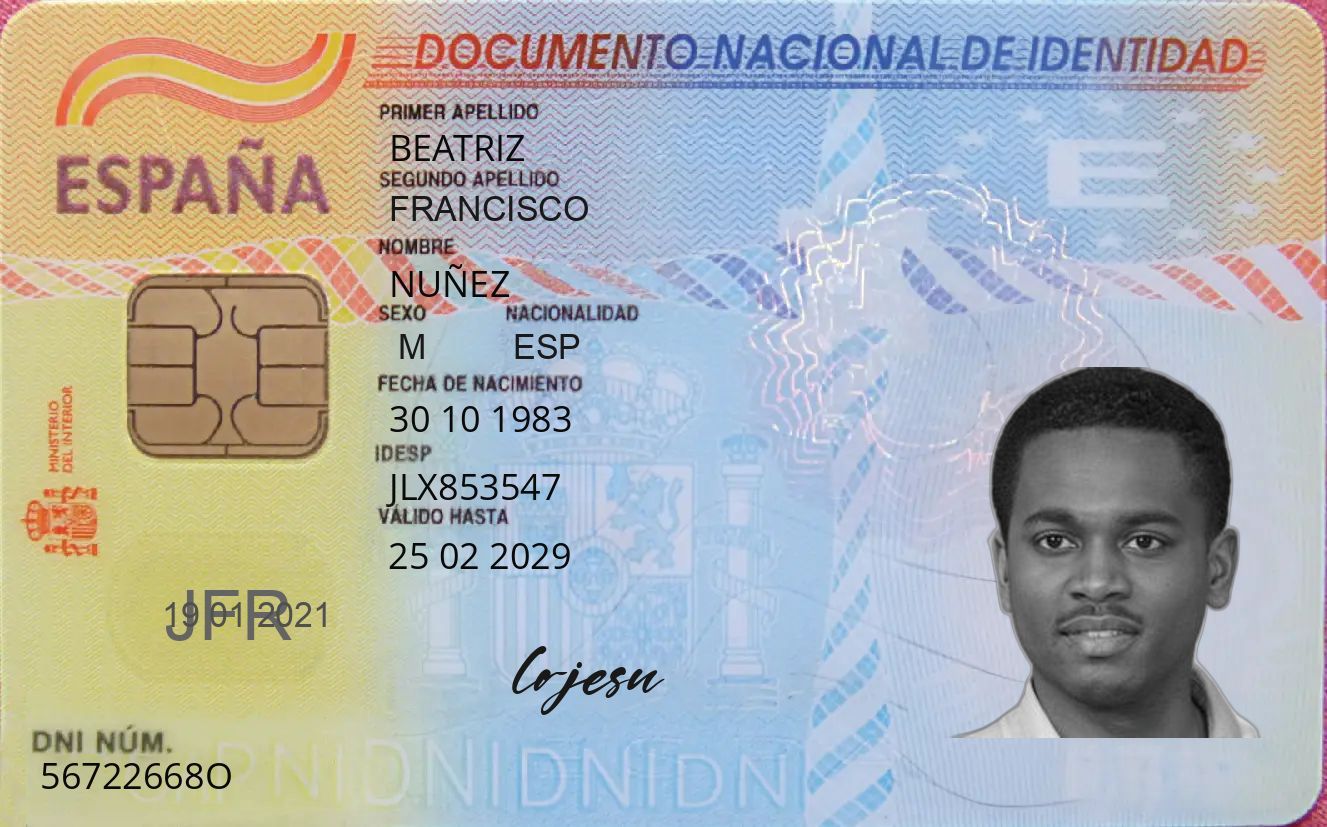 DOCUMENTO NACIONAL DE IDENTIDAD
ESPAÑA
E
PRIMER APELLIDO
BEATRIZ
SEGUNDO APELLIDO
FRANCISCO
NOMBRE
NUÑEZ
SEXO NACIONALIDAD
M ESP
FECHA DE NACIMIENTO
30 10 1983
IDESP
JLX853547
VÁLIDO HASTA
25 02 2029
MINISTERIO
DEL INTERIOR
19 01 2021
JFR
Cojesu
DNI NÚM.
56722668O
DNIDNIDNIDNI